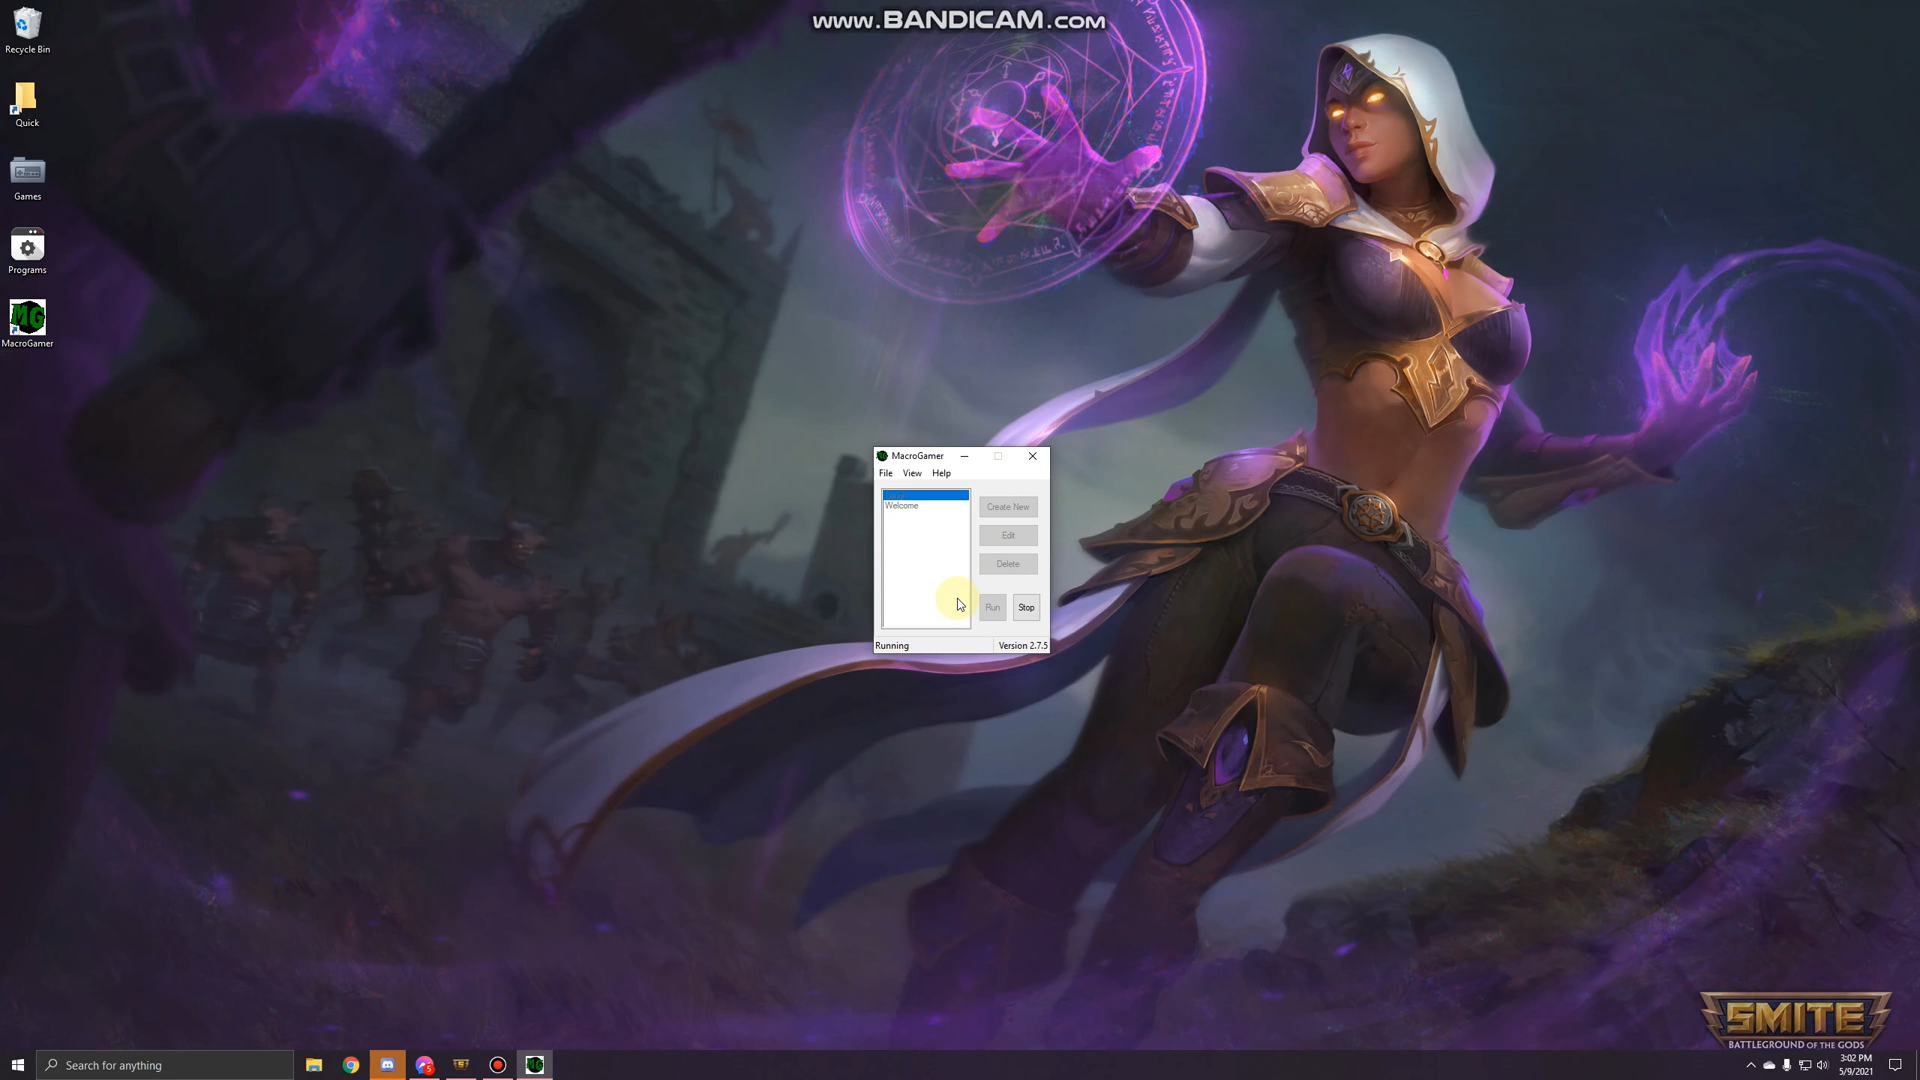 www.BANDICAM.com
Recycle Bin
Quick
Games
Programs
MacroGamer
MacroGamer
File View Help
Welcome
Create New
Edit
Delete
Run Stop
Running Version 2.7.5
SMITE
BATTLEGROUND OF THE GODS
Search for anything
5
3:02 PM
5/9/2021